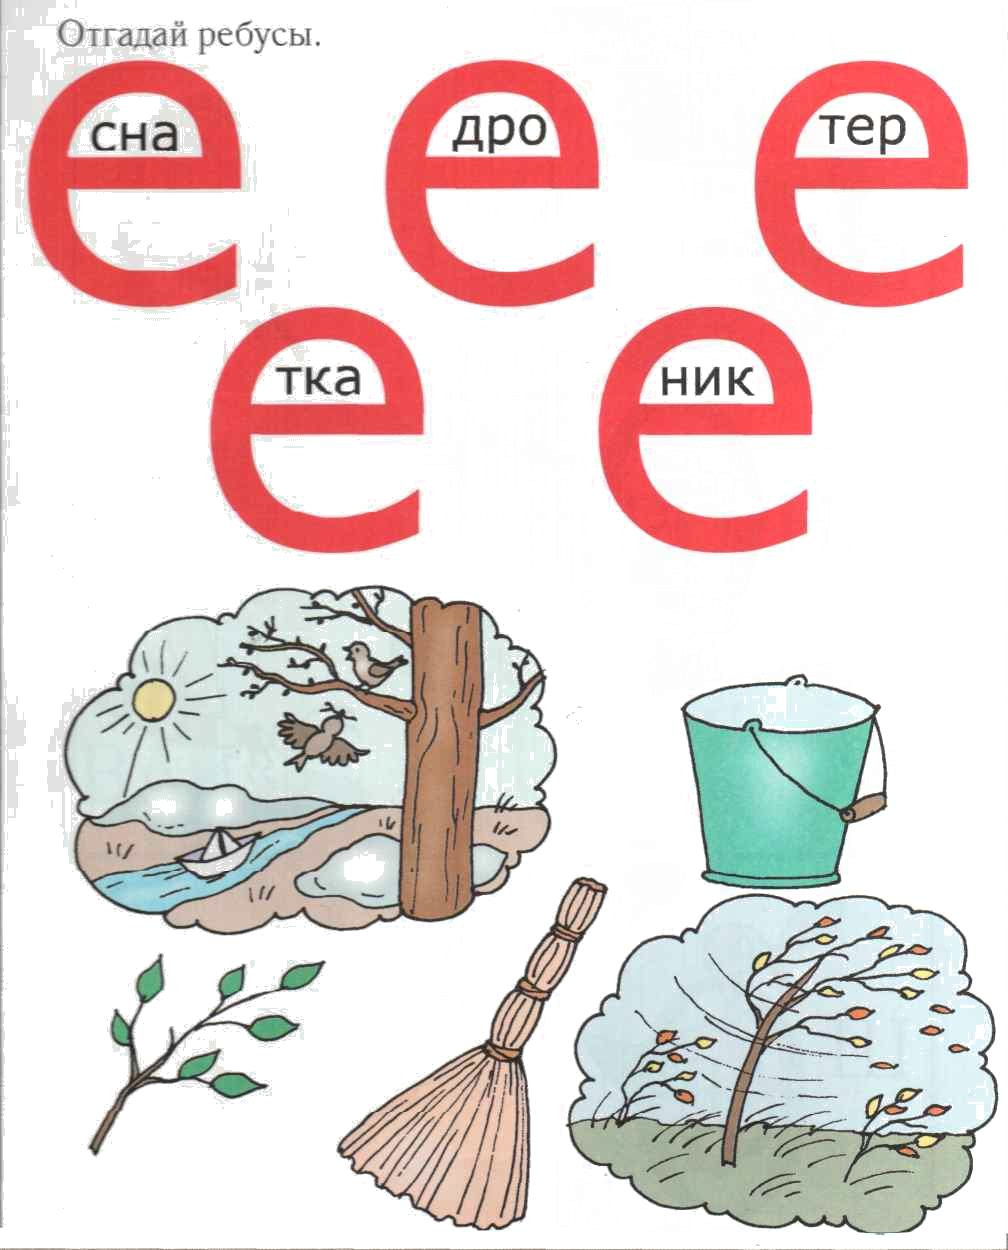 Отгадай ребусы.
е е е
сна дро тер
е е
тка ник